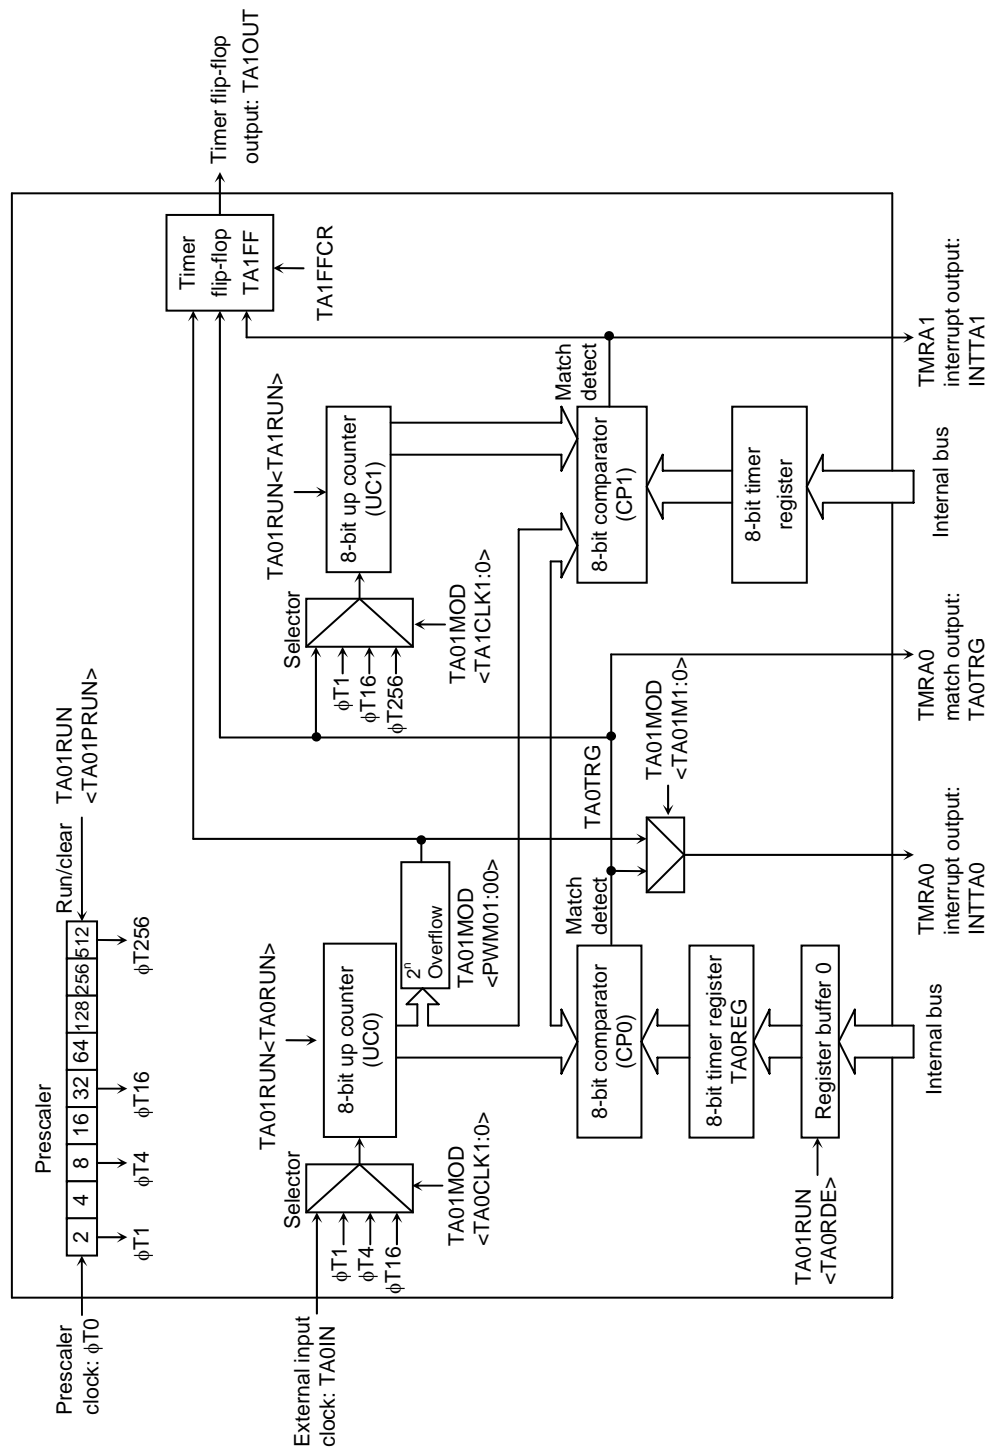 Prescaler
clock: ϕT0
Prescaler
2
4
8
16
32
64
128
256
512
Run/clear
TA01RUN
<TA01PRUN>
ϕT1
ϕT4
ϕT16
ϕT256
External input
clock: TA0IN
Selector
ϕT1
ϕT4
ϕT16
TA01MOD
<TA0CLK1:0>
TA01RUN<TA0RUN>
8-bit up counter
(UC0)
2n
Overflow
TA01MOD
<PWM01:00>
Selector
ϕT1
ϕT16
ϕT256
TA01MOD
<TA1CLK1:0>
TA01RUN<TA1RUN>
8-bit up counter
(UC1)
Timer
flip-flop
TA1FF
TA1FFCR
Timer flip-flop
output: TA1OUT
8-bit comparator
(CP0)
Match
detect
TA0TRG
8-bit comparator
(CP1)
Match
detect
8-bit timer register
TA0REG
TA01MOD
<TA01M1:0>
8-bit timer
register
Register buffer 0
TA01RUN
<TA0RDE>
Internal bus
TMRA0
interrupt output:
INTTA0
TMRA0
match output:
TA0TRG
Internal bus
TMRA1
interrupt output:
INTTA1